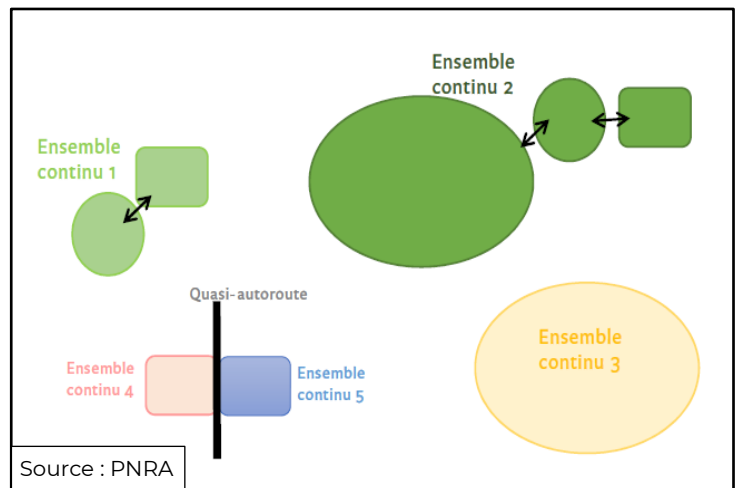 Ensemble
continu 2
Ensemble
continu 1
Quasi-autoroute
Ensemble
continu 3
Ensemble
continu 4
Ensemble
continu 5
Source : PNRA